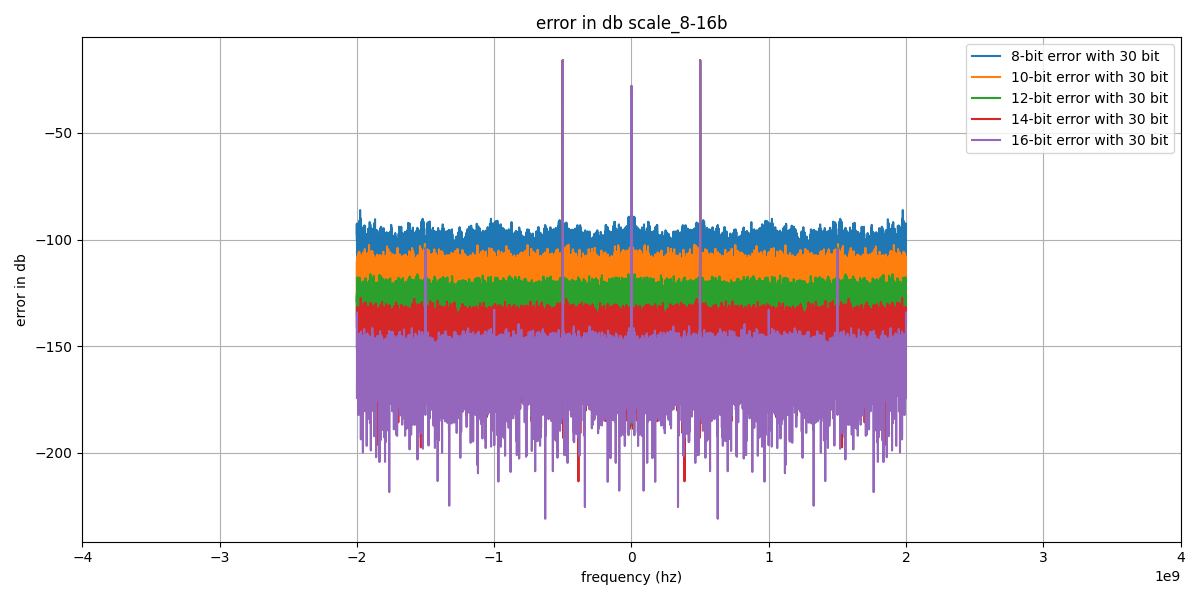 error in db scale_8-16b
8-bit error with 30 bit
10-bit error with 30 bit
12-bit error with 30 bit
14-bit error with 30 bit
16-bit error with 30 bit
error in db
−50
−100
−150
−200
−4 −3 −2 −1 0 1 2 3 4
1e9
frequency (hz)